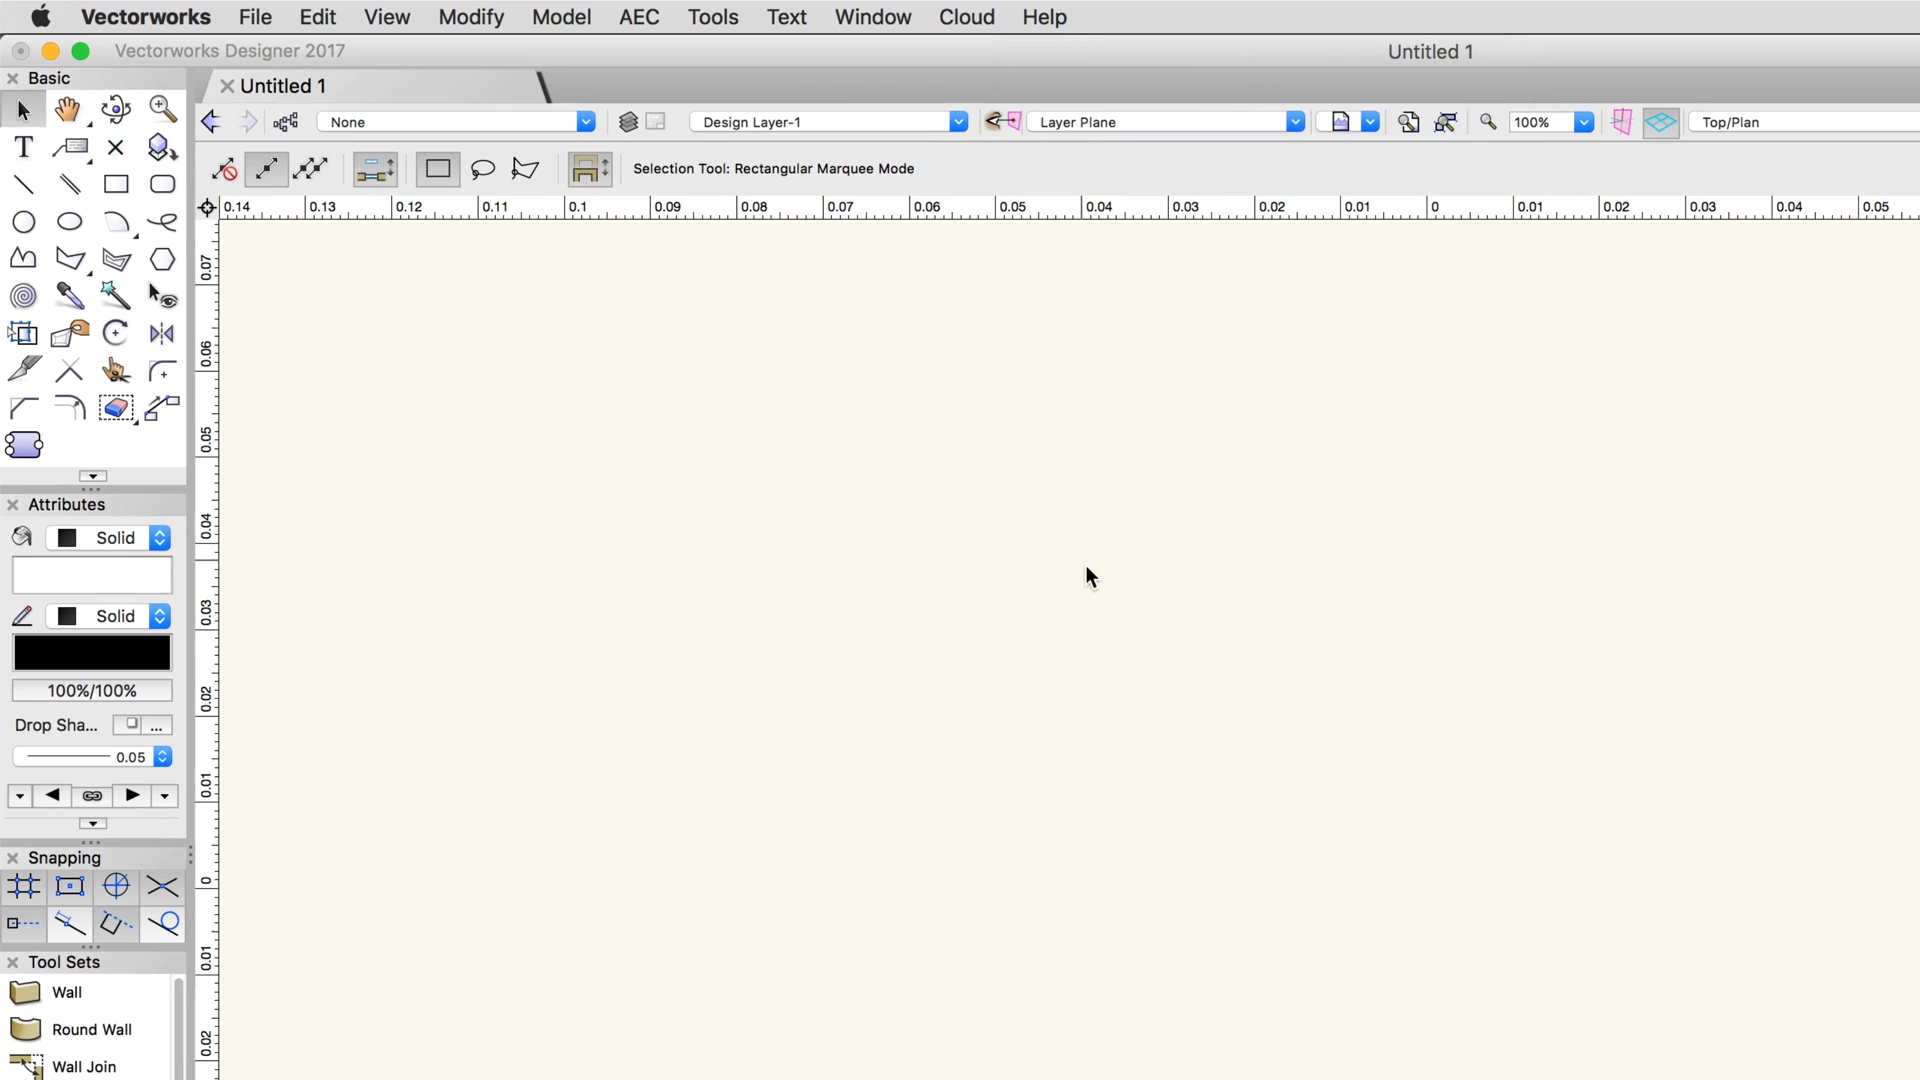 Vectorworks File Edit View Modify Model AEC Tools Text Window Cloud Help
Vectorworks Designer 2017 Untitled 1
Basic
Untitled 1
None Design Layer-1 Layer Plane 100% Top/Plan
Selection Tool: Rectangular Marquee Mode
0.14 0.13 0.12 0.11 0.1 0.09 0.08 0.07 0.06 0.05 0.04 0.03 0.02 0.01 0 0.01 0.02 0.03 0.04 0.05
0.07
0.06
0.05
0.04
0.03
0.02
0.01
0
0.01
0.02
T
Attributes
Solid
Solid
100%/100%
Drop Sha... ...
0.05
Snapping
Tool Sets
Wall
Round Wall
Wall Join